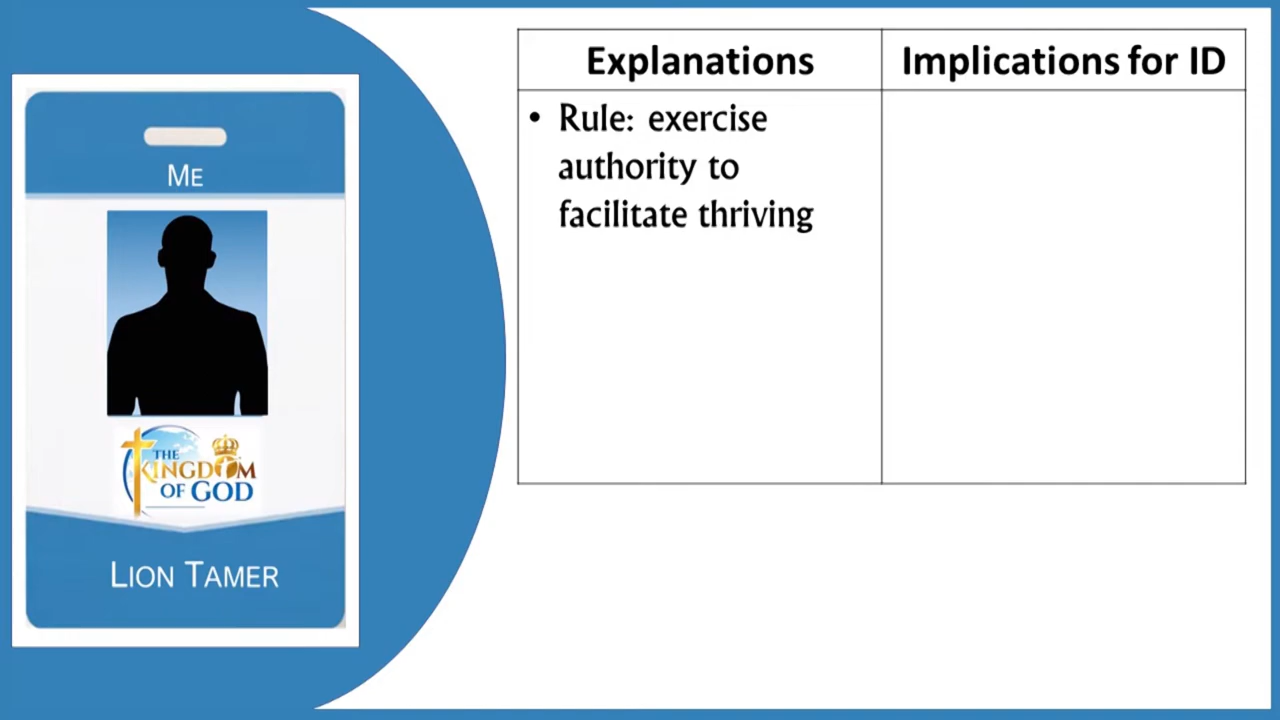 Me
THE
KINGDOM
OF GOD
Lion Tamer
Explanations
Implications for ID
• Rule: exercise
authority to
facilitate thriving